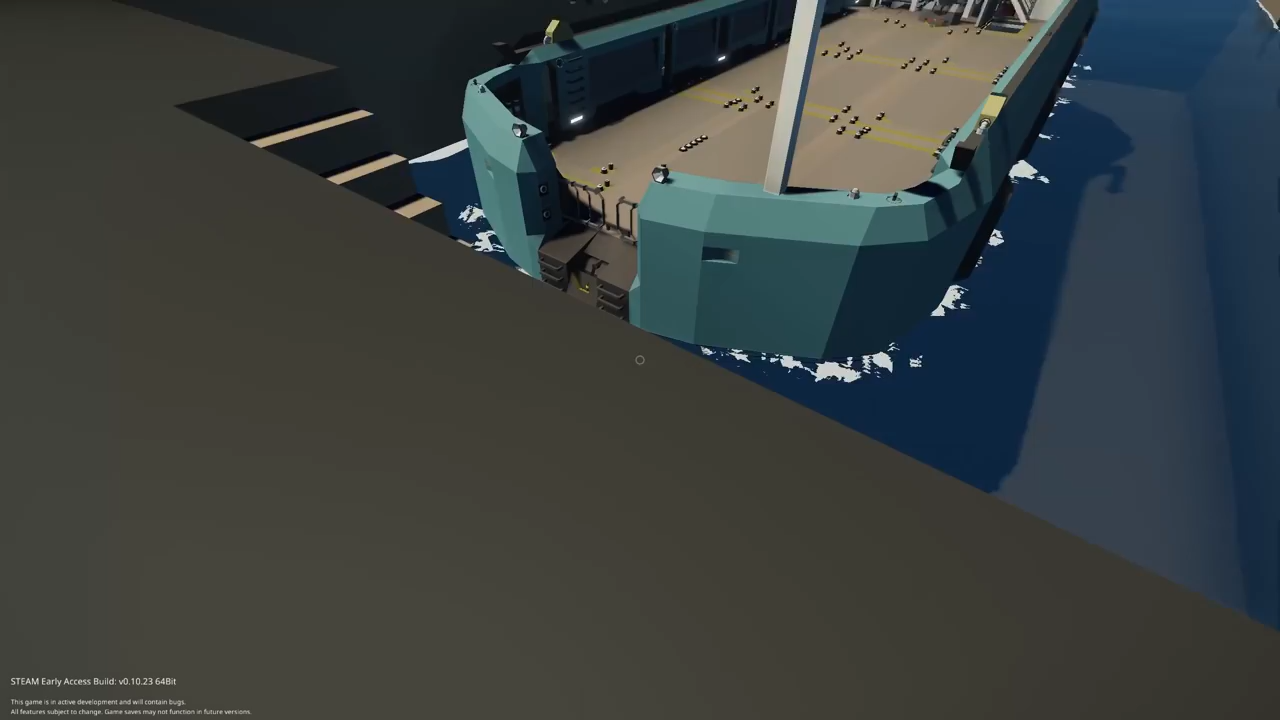 STEAM Early Access Build: v0.10.23 64Bit
This game is in active development and will contain bugs.
All features subject to change. Game saves may not function in future versions.